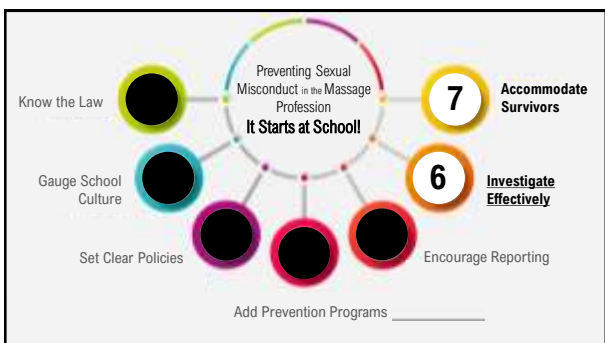 Preventing Sexual
Misconduct in the Massage
Profession
It Starts at School!
Know the Law
Gauge School
Culture
Set Clear Policies
Add Prevention Programs
Encourage Reporting
6
Investigate
Effectively
7
Accommodate
Survivors